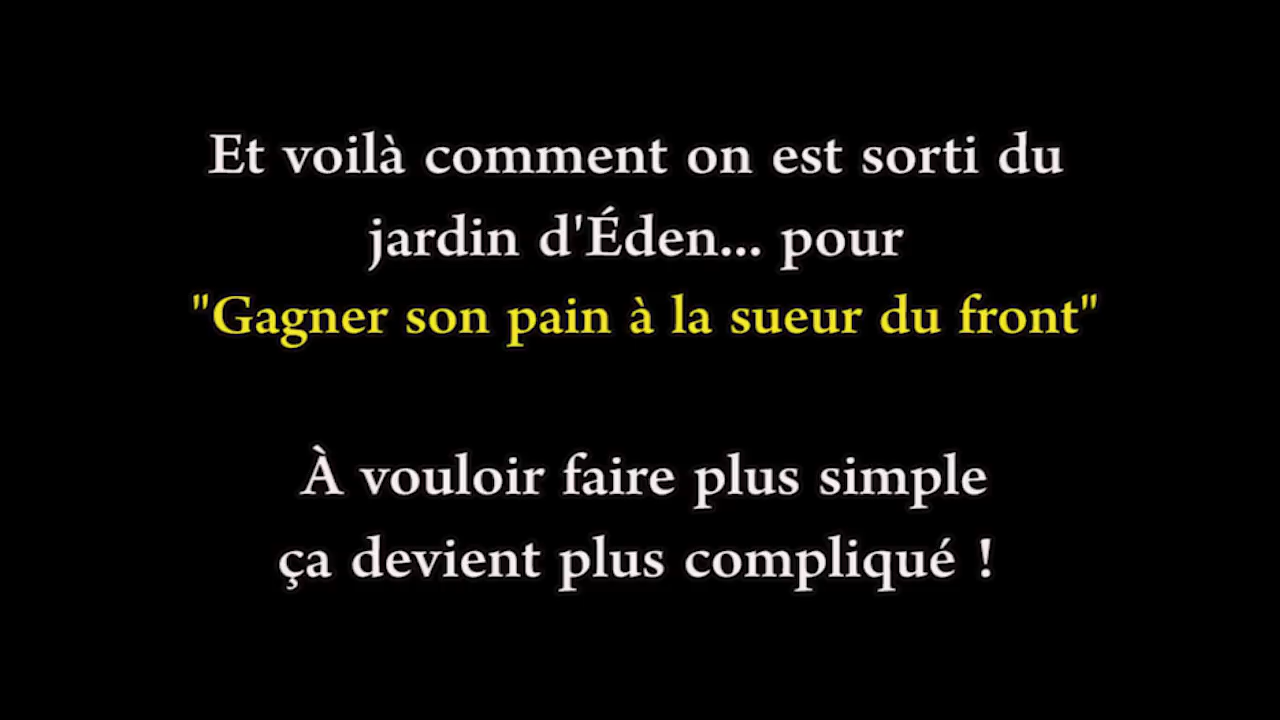 Et voilà comment on est sorti du
jardin d'Éden... pour
"Gagner son pain à la sueur du front"
À vouloir faire plus simple
ça devient plus compliqué !